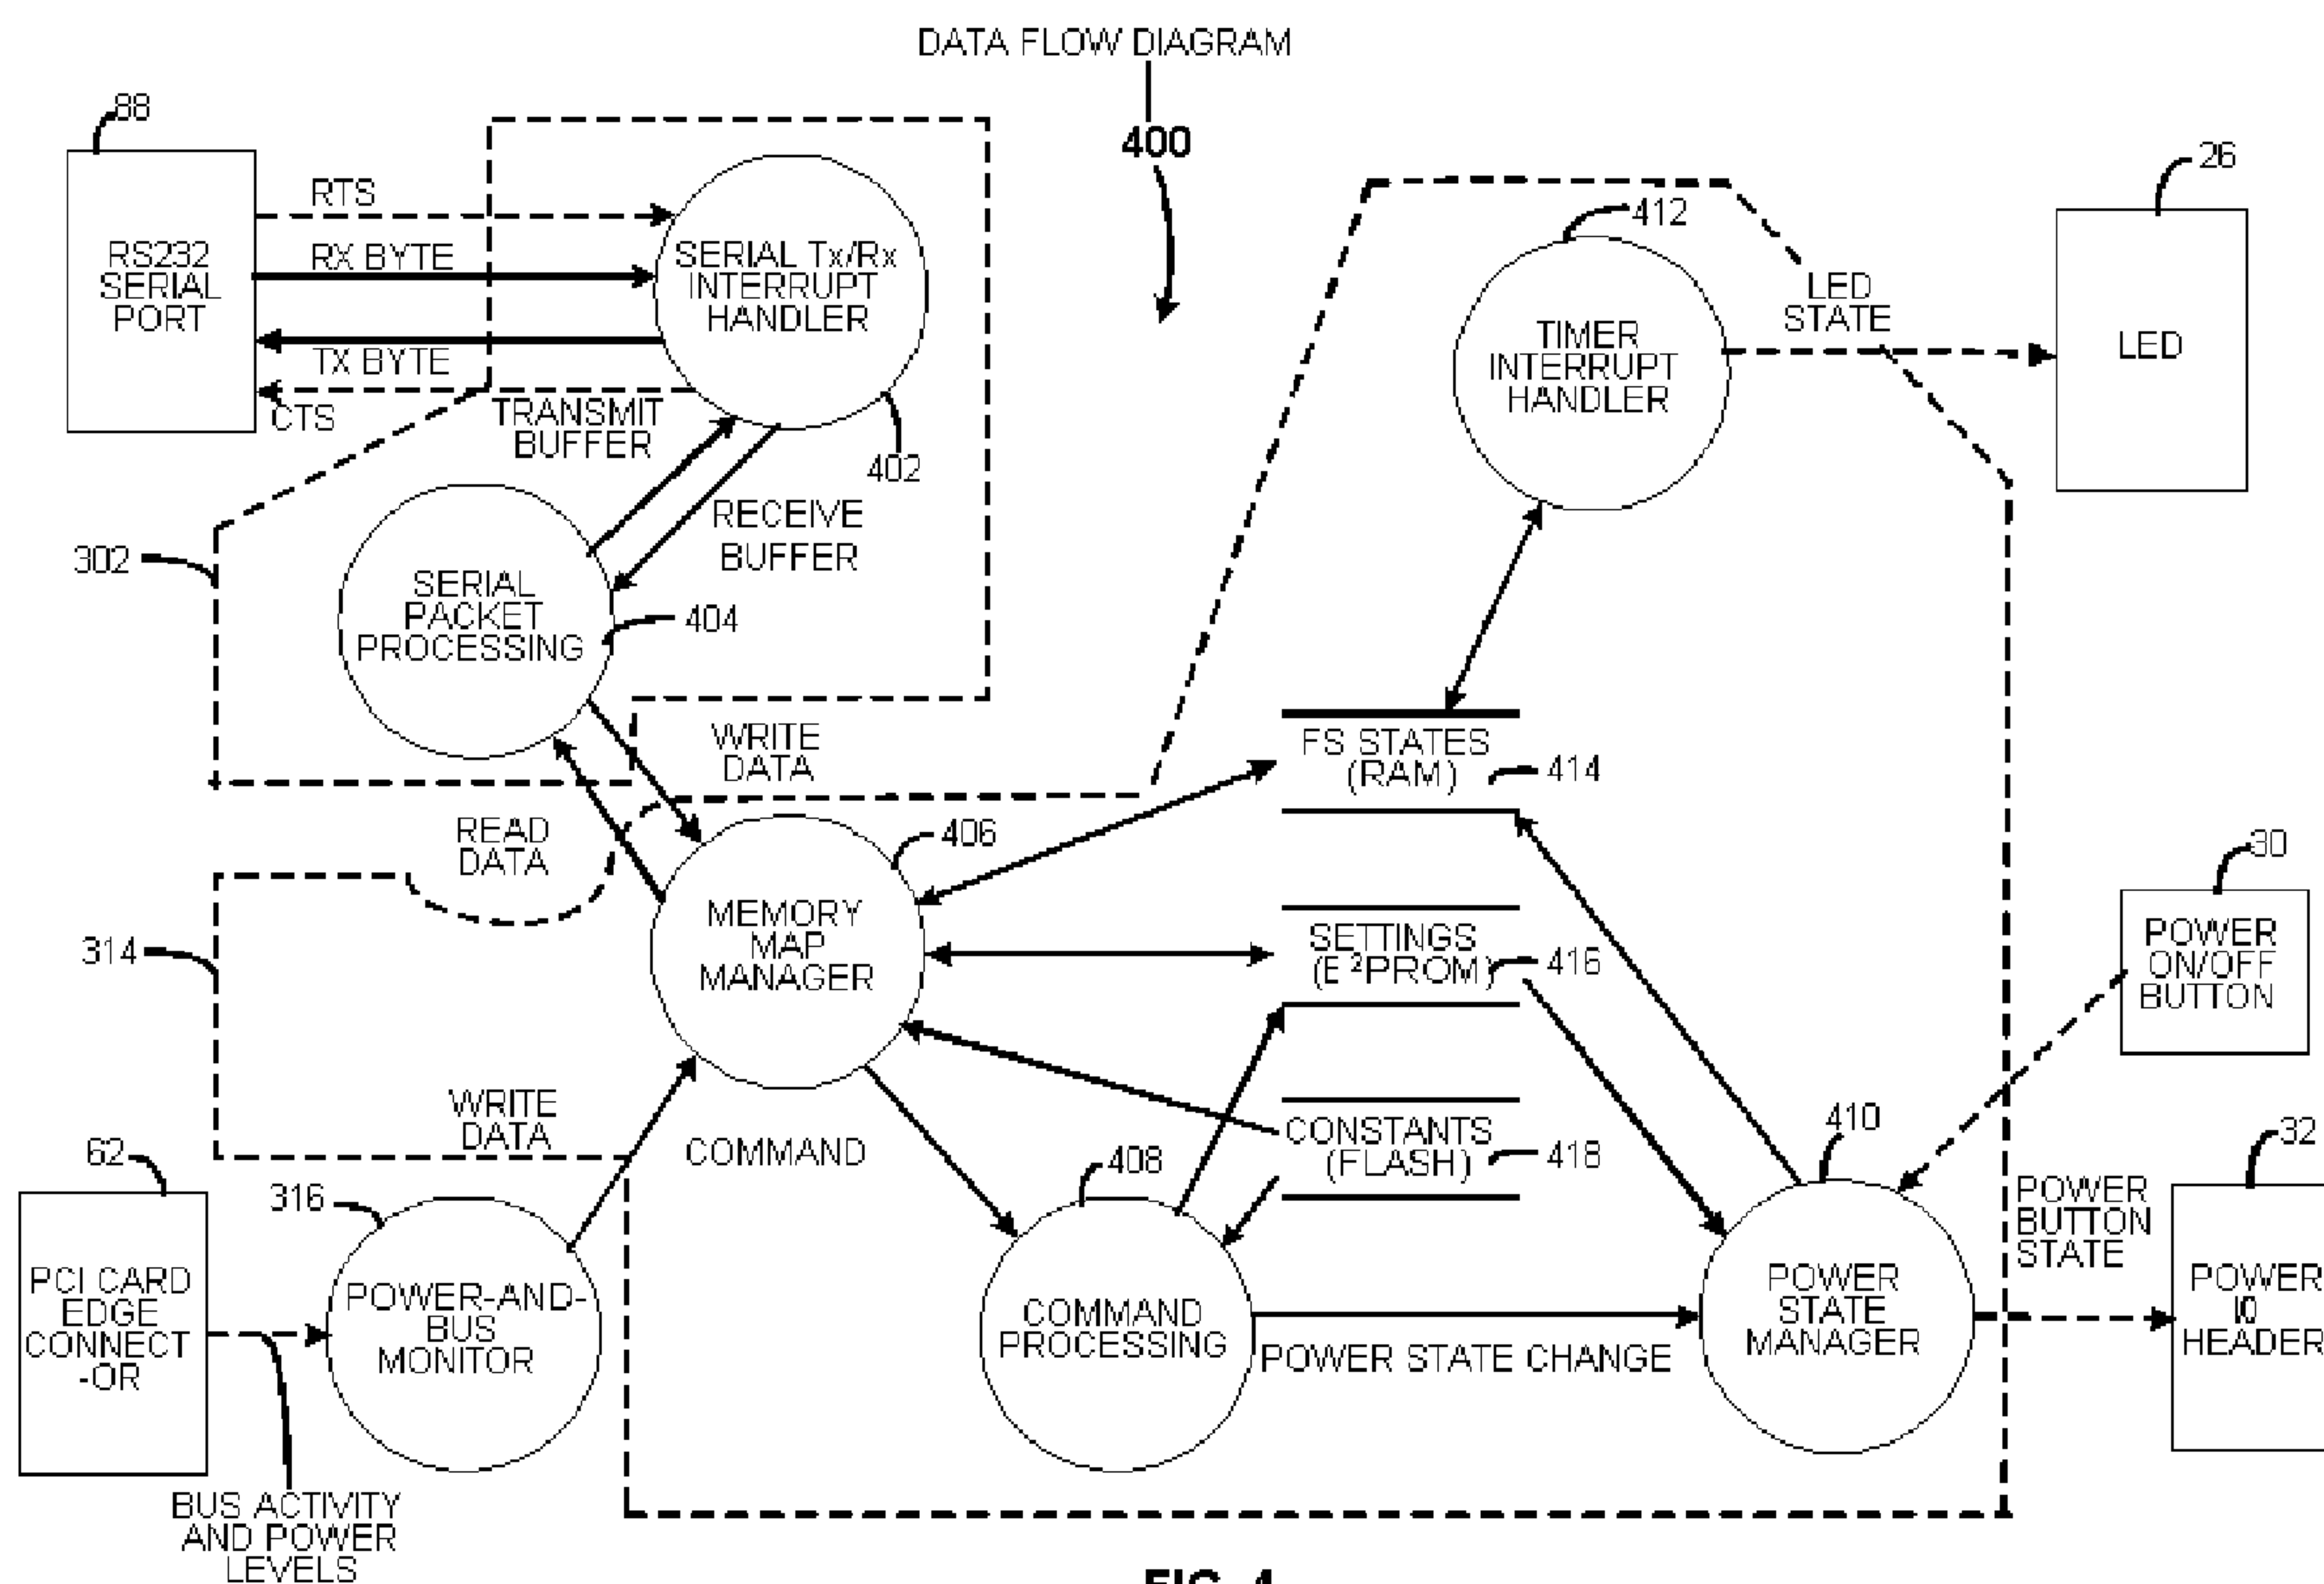 DATA FLOW DIAGRAM
400
88
RS232
SERIAL
PORT
RTS
RX BYTE
TX BYTE
CTS
SERIAL Tx/Rx
INTERRUPT
HANDLER
402
TRANSMIT
BUFFER
RECEIVE
BUFFER
302
SERIAL
PACKET
PROCESSING
404
412
TIMER
INTERRUPT
HANDLER
LED
STATE
26
LED
WRITE
DATA
READ
DATA
FS STATES
(RAM)
414
406
MEMORY
MAP
MANAGER
314
SETTINGS
(E²PROM)
416
30
POWER
ON/OFF
BUTTON
WRITE
DATA
COMMAND
CONSTANTS
(FLASH)
418
62
PCI CARD
EDGE
CONNECT
-OR
316
POWER-AND-
BUS
MONITOR
BUS ACTIVITY
AND POWER
LEVELS
408
COMMAND
PROCESSING
POWER STATE CHANGE
410
POWER
STATE
MANAGER
POWER
BUTTON
STATE
32
POWER
IO
HEADER
FIG. 4